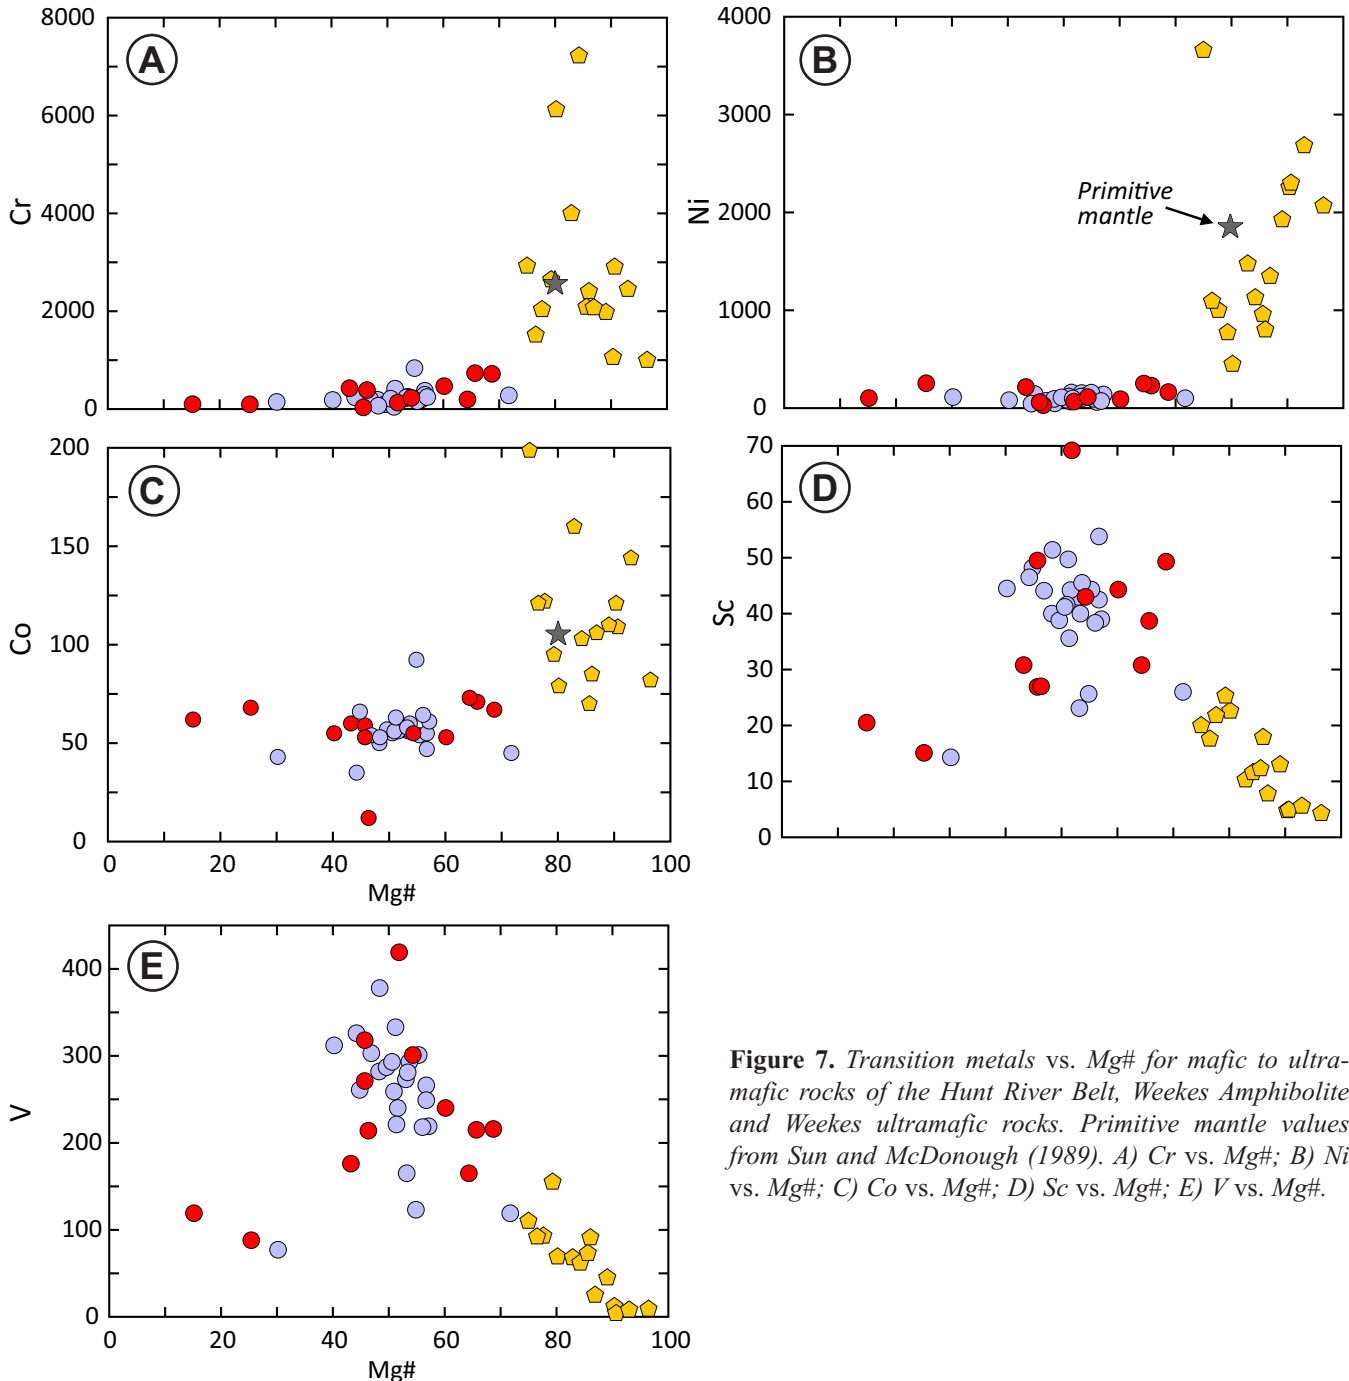 A
8000
6000
4000
2000
0
Cr
B
4000
3000
2000
1000
0
Ni
Primitive
mantle
C
200
150
100
50
0
Co
0 20 40 60 80 100
Mg#
D
70
60
50
40
30
20
10
0
Sc
E
400
300
200
100
0
V
0 20 40 60 80 100
Mg#
Figure 7. Transition metals vs. Mg# for mafic to ultra-
mafic rocks of the Hunt River Belt, Weekes Amphibolite
and Weekes ultramafic rocks. Primitive mantle values
from Sun and McDonough (1989). A) Cr vs. Mg#; B) Ni
vs. Mg#; C) Co vs. Mg#; D) Sc vs. Mg#; E) V vs. Mg#.